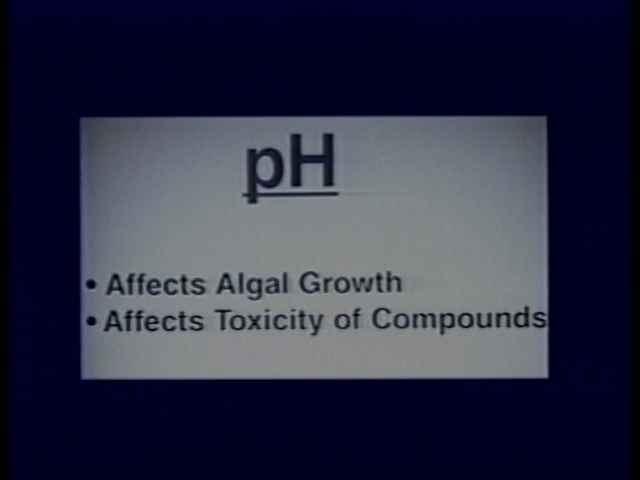 pH
• Affects Algal Growth
• Affects Toxicity of Compounds